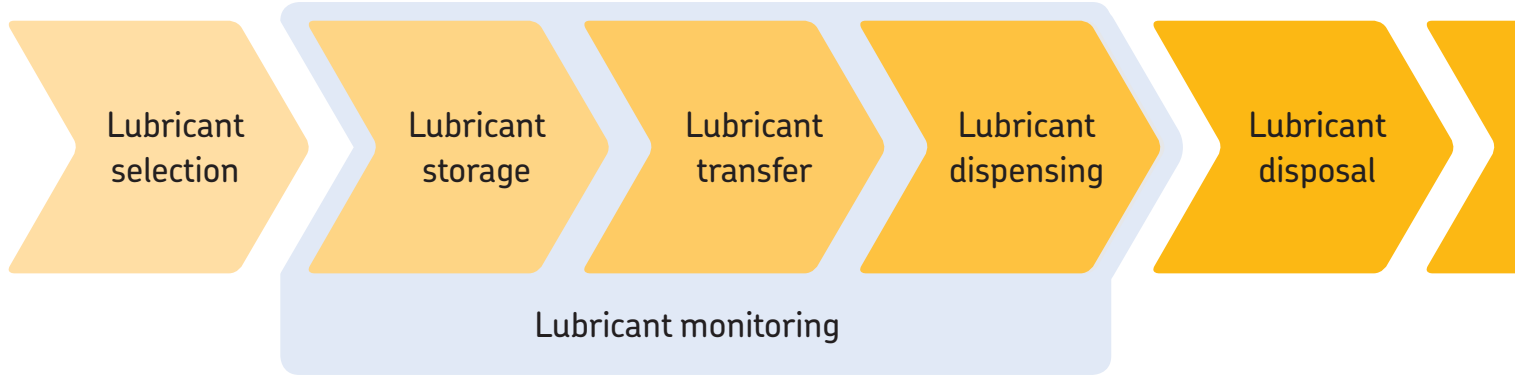 Lubricant
selection
Lubricant
storage
Lubricant
transfer
Lubricant
dispensing
Lubricant
disposal
Lubricant monitoring